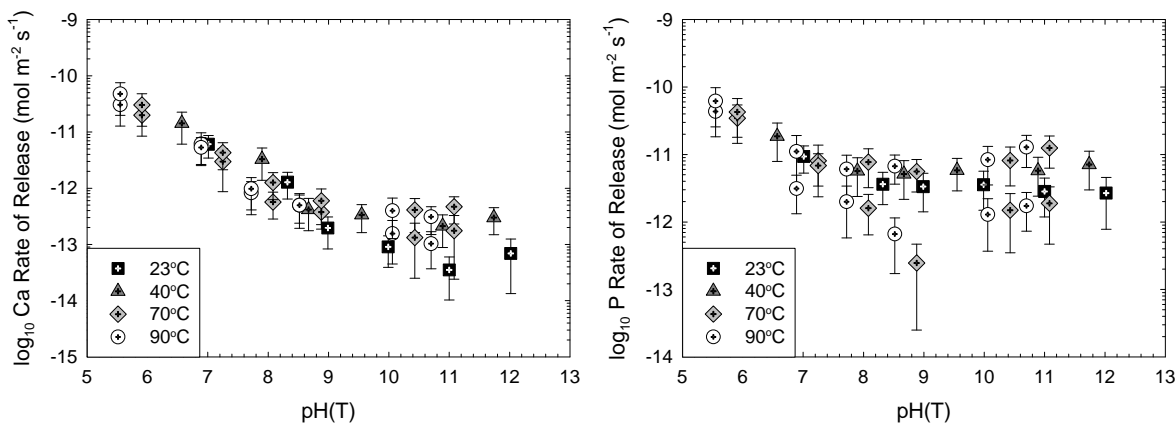 log₁₀ Ca Rate of Release (mol m⁻² s⁻¹)
-9
-10
-11
-12
-13
-14
-15
23°C
40°C
70°C
90°C
5 6 7 8 9 10 11 12 13
pH(T)
log₁₀ P Rate of Release (mol m⁻² s⁻¹)
-9
-10
-11
-12
-13
-14
23°C
40°C
70°C
90°C
5 6 7 8 9 10 11 12 13
pH(T)